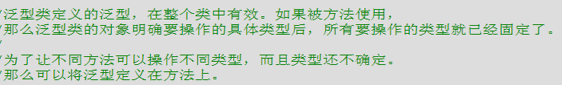 /泛型类定义的泛型，在整个类中有效。如果被方法使用，
/那么泛型类的对象明确要操作的具体类型后，所有要操作的类型就已经固定了。
/
/为了让不同方法可以操作不同类型，而且类型还不确定。
/那么可以将泛型定义在方法上。